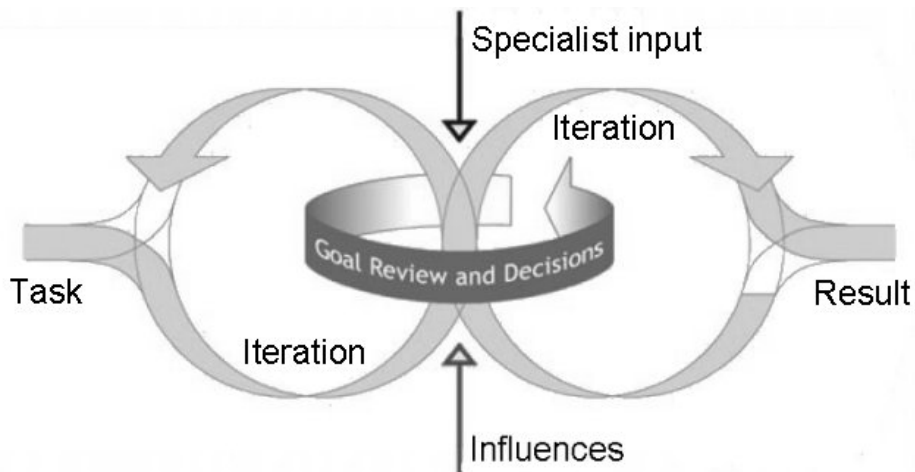 Specialist input
Iteration
Goal Review and Decisions
Task
Result
Iteration
Influences